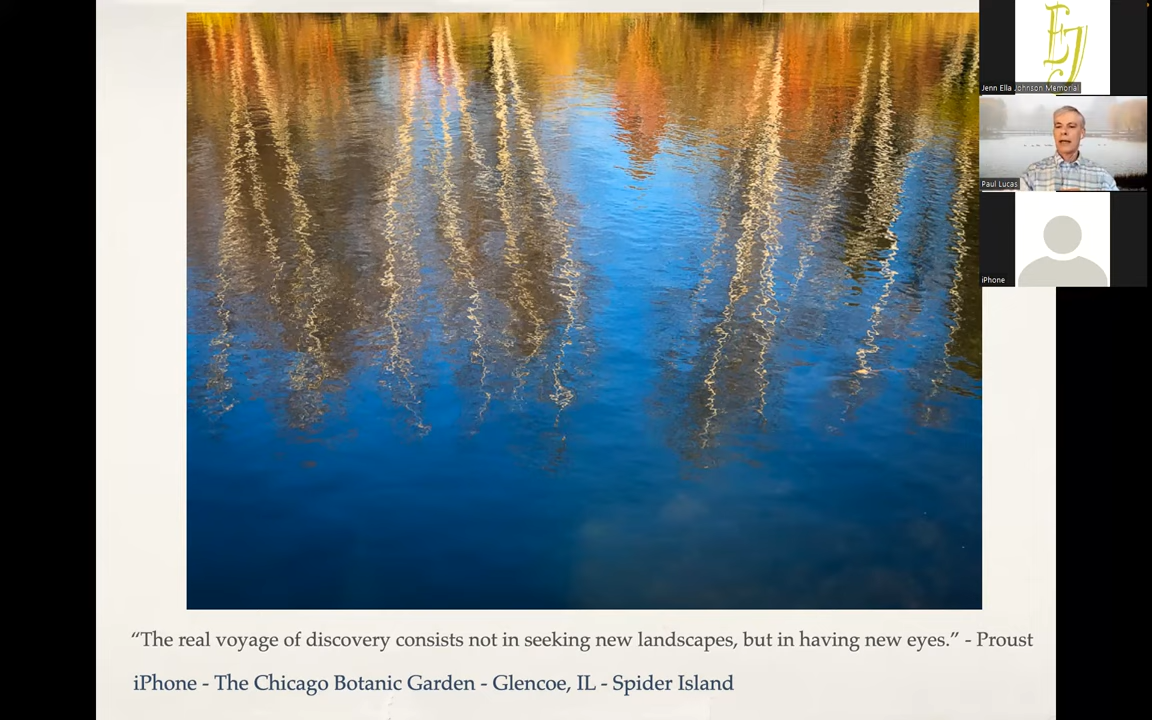 EJ
Jenn Ella Johnson Memorial
Paul Lucas
iPhone
“The real voyage of discovery consists not in seeking new landscapes, but in having new eyes.” - Proust
iPhone - The Chicago Botanic Garden - Glencoe, IL - Spider Island